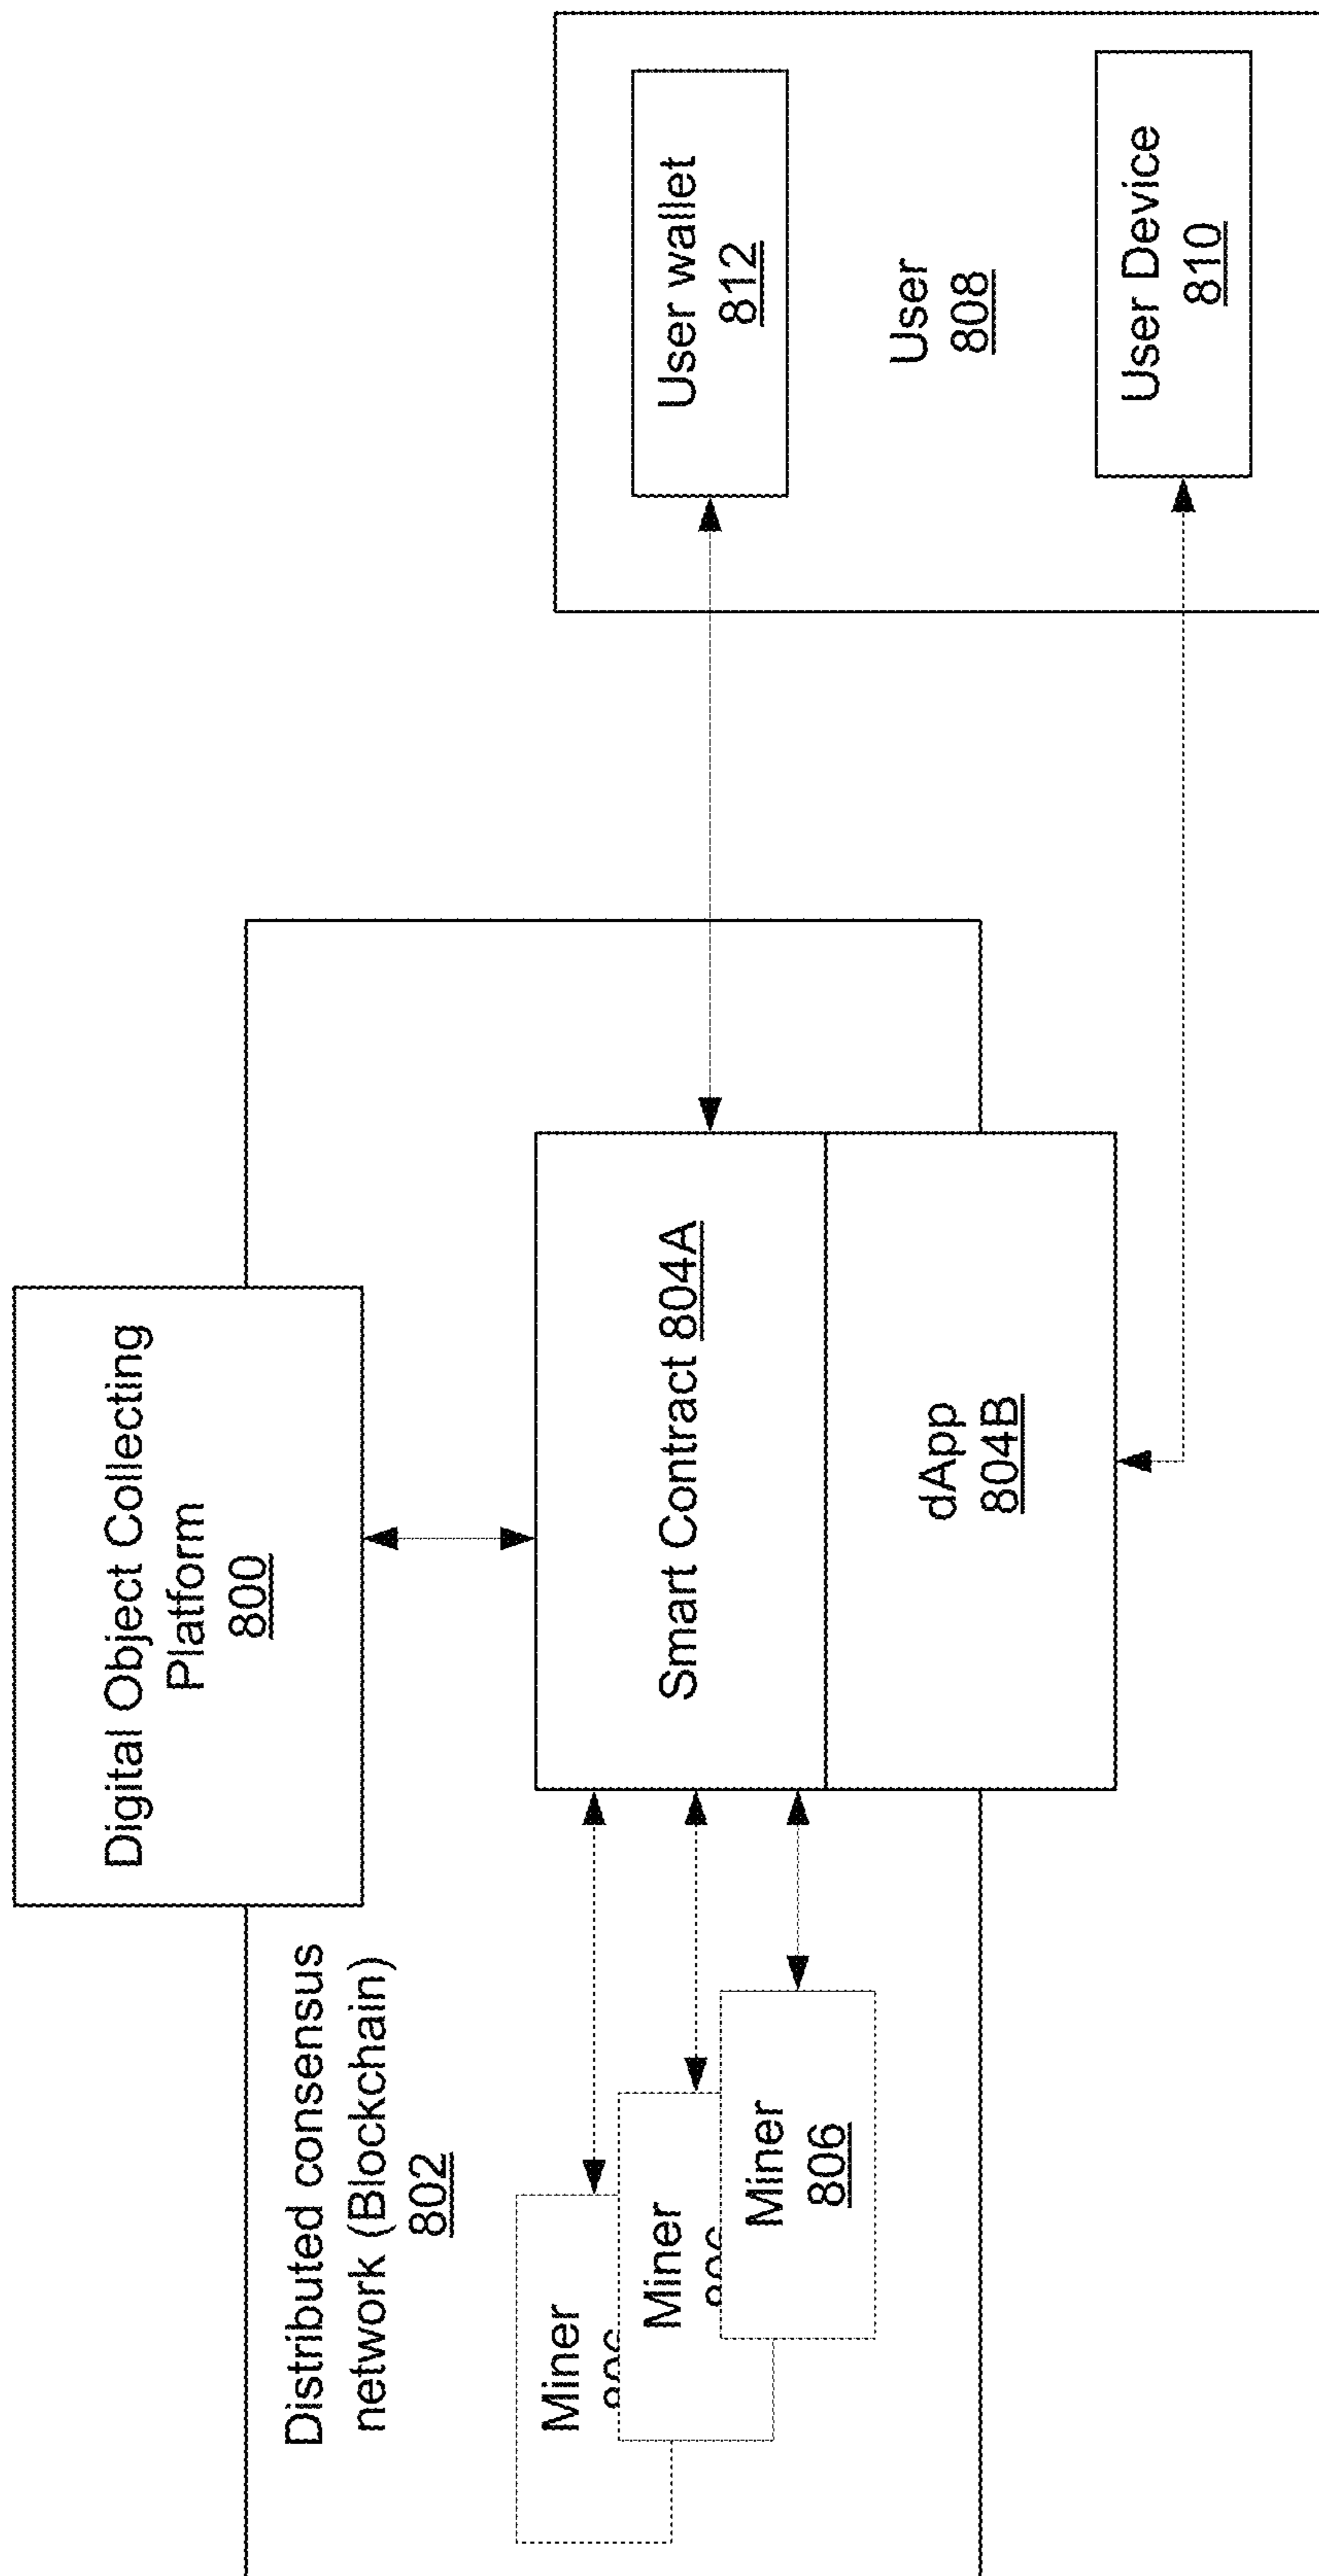 Digital Object Collecting
Platform
800
Distributed consensus
network (Blockchain)
802
Miner
Miner
Miner
806
Smart Contract 804A
dApp
804B
User wallet
812
User
808
User Device
810